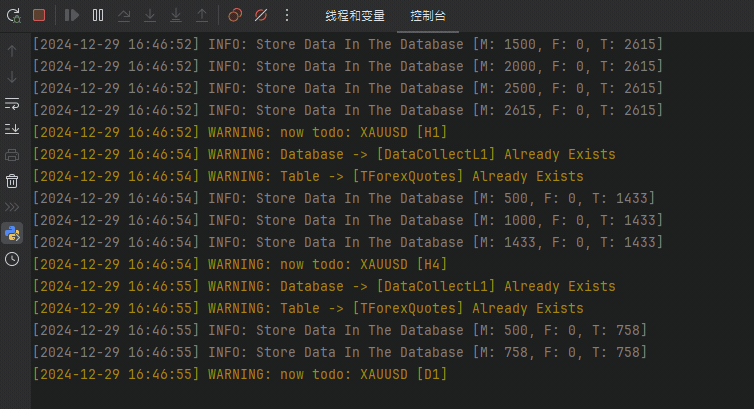 线程和变量 控制台
[2024-12-29 16:46:52] INFO: Store Data In The Database [M: 1500, F: 0, T: 2615]
[2024-12-29 16:46:52] INFO: Store Data In The Database [M: 2000, F: 0, T: 2615]
[2024-12-29 16:46:52] INFO: Store Data In The Database [M: 2500, F: 0, T: 2615]
[2024-12-29 16:46:52] INFO: Store Data In The Database [M: 2615, F: 0, T: 2615]
[2024-12-29 16:46:52] WARNING: now todo: XAUUSD [H1]
[2024-12-29 16:46:54] WARNING: Database -> [DataCollectL1] Already Exists
[2024-12-29 16:46:54] WARNING: Table -> [TForexQuotes] Already Exists
[2024-12-29 16:46:54] INFO: Store Data In The Database [M: 500, F: 0, T: 1433]
[2024-12-29 16:46:54] INFO: Store Data In The Database [M: 1000, F: 0, T: 1433]
[2024-12-29 16:46:54] INFO: Store Data In The Database [M: 1433, F: 0, T: 1433]
[2024-12-29 16:46:54] WARNING: now todo: XAUUSD [H4]
[2024-12-29 16:46:55] WARNING: Database -> [DataCollectL1] Already Exists
[2024-12-29 16:46:55] WARNING: Table -> [TForexQuotes] Already Exists
[2024-12-29 16:46:55] INFO: Store Data In The Database [M: 500, F: 0, T: 758]
[2024-12-29 16:46:55] INFO: Store Data In The Database [M: 758, F: 0, T: 758]
[2024-12-29 16:46:55] WARNING: now todo: XAUUSD [D1]